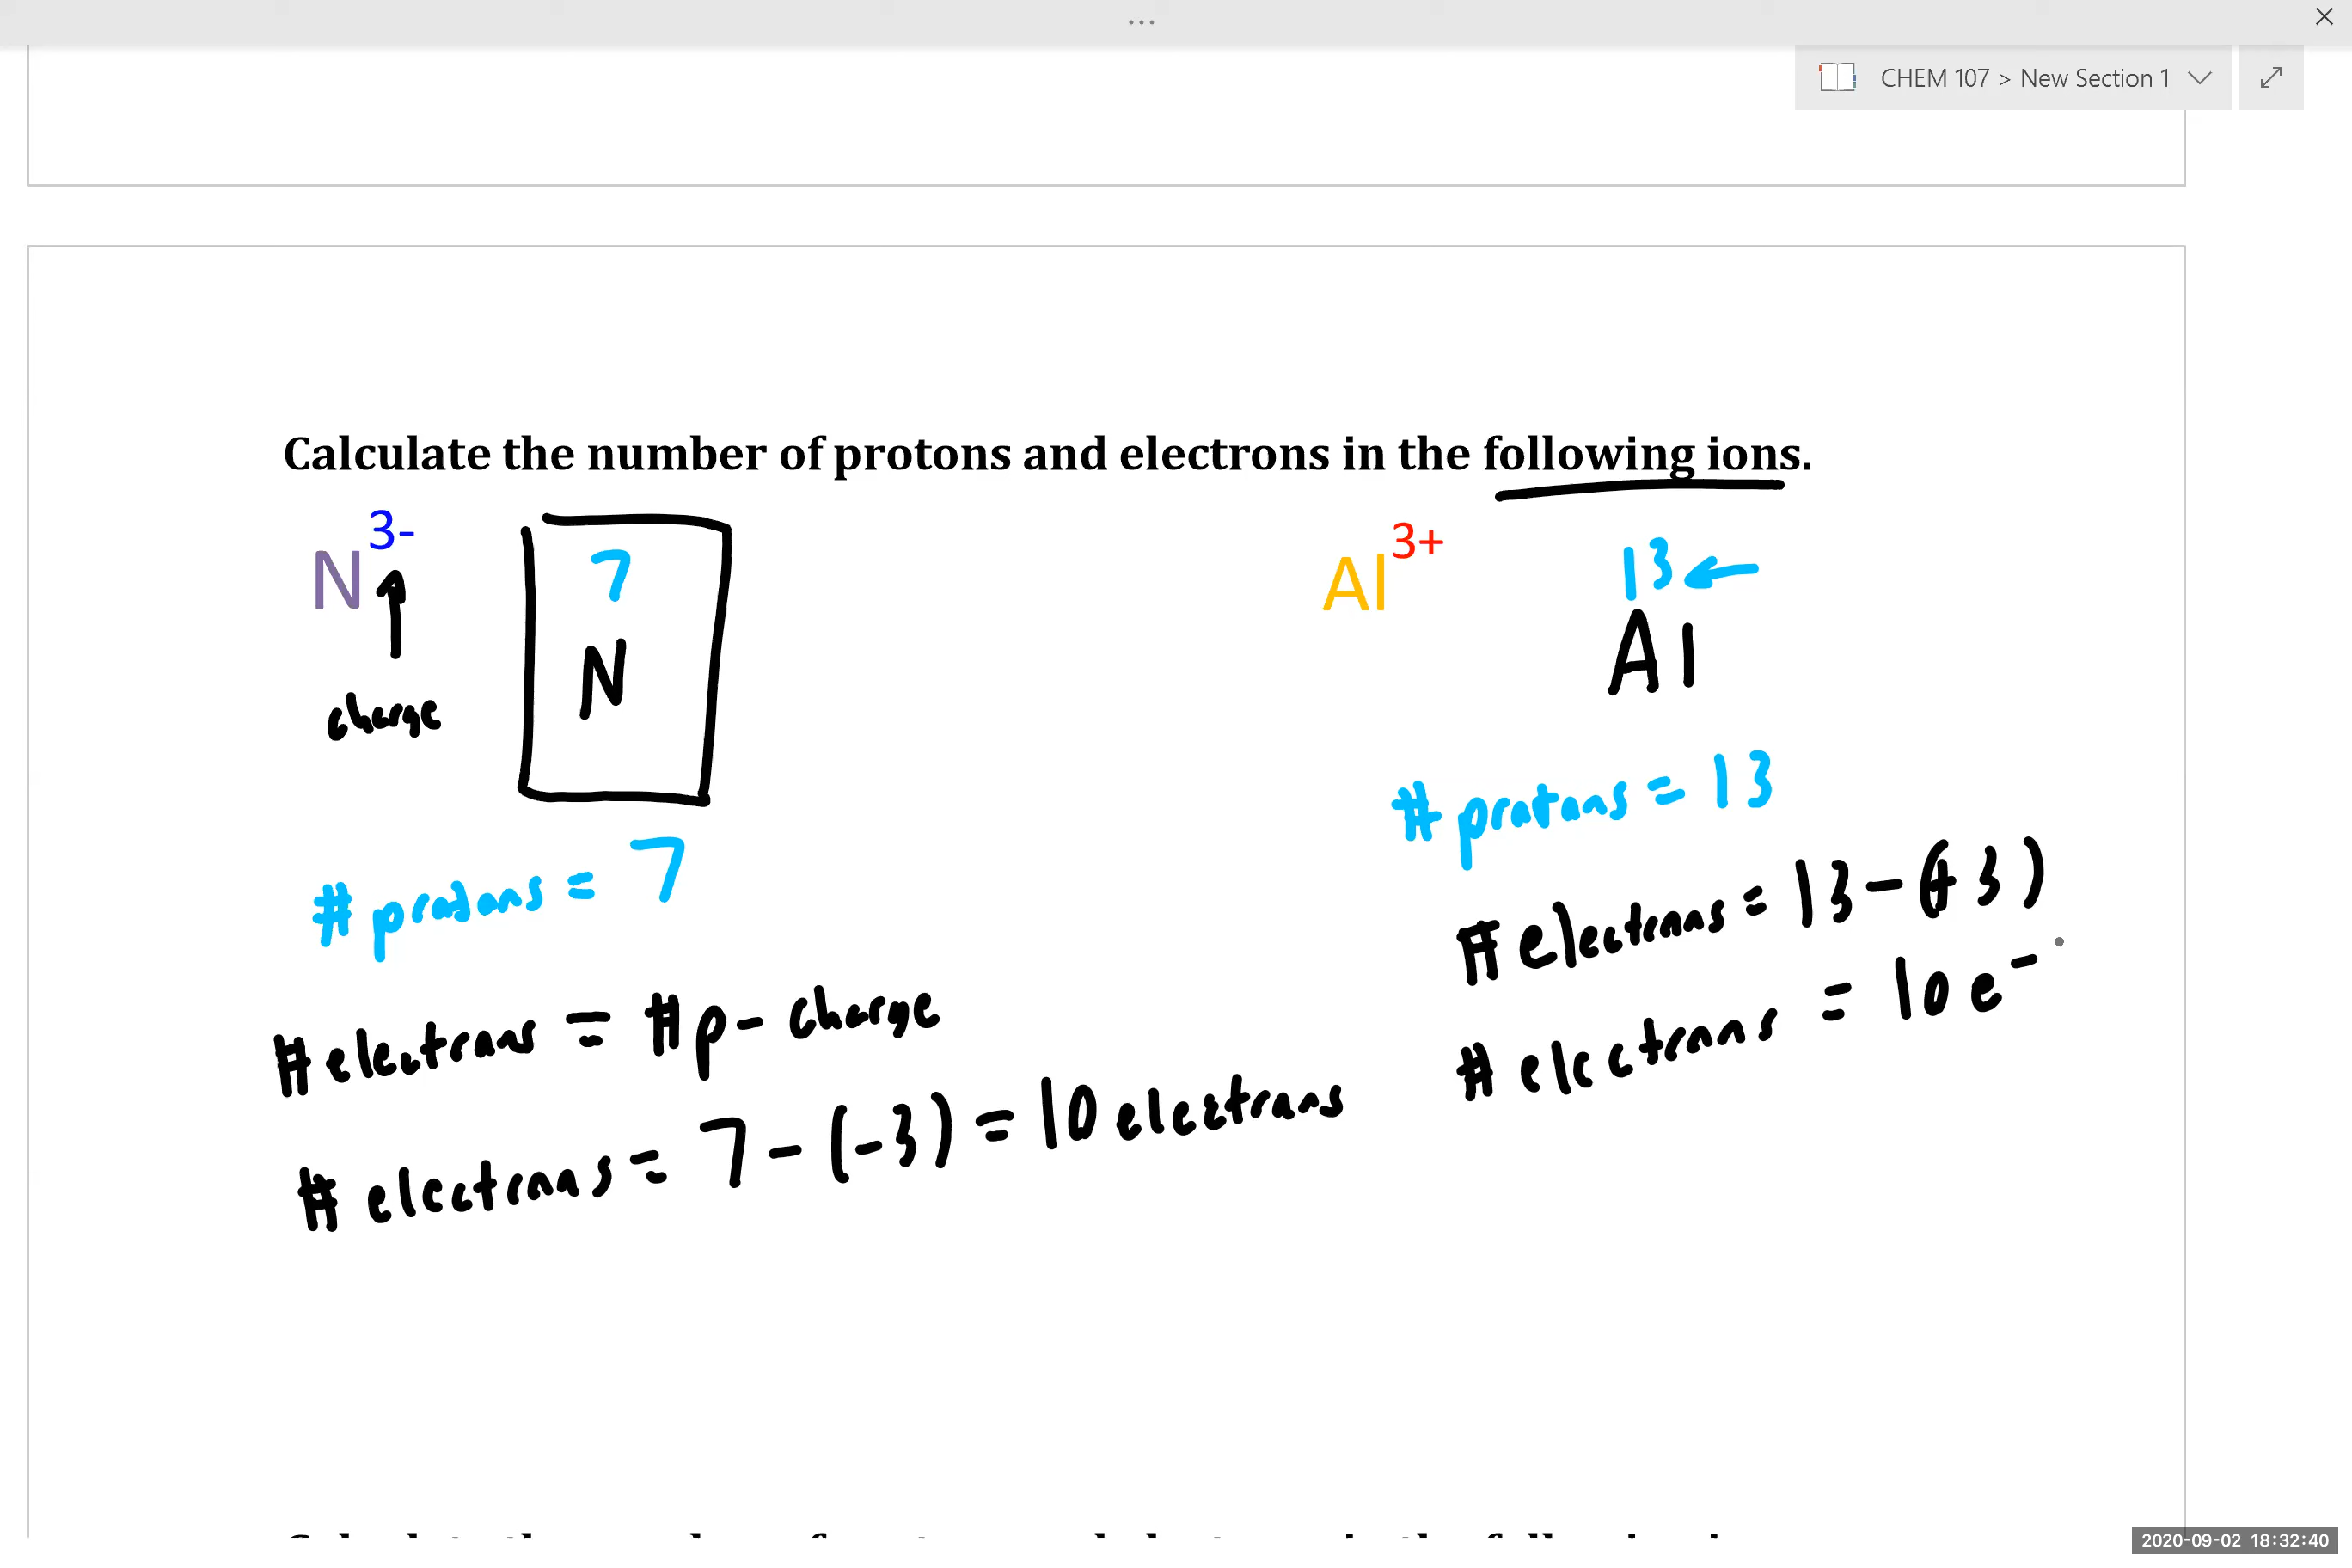 ...
CHEM 107 > New Section 1
Calculate the number of protons and electrons in the following ions.
N3-
7
N
charge
# protons = 7
# electrons = # p - charge
# electrons = 7 - (-3) = 10 electrons
Al3+
13
Al
# protons = 13
# electrons = 13 - (+3)
# electrons = 10 e-
2020-09-02 18:32:40